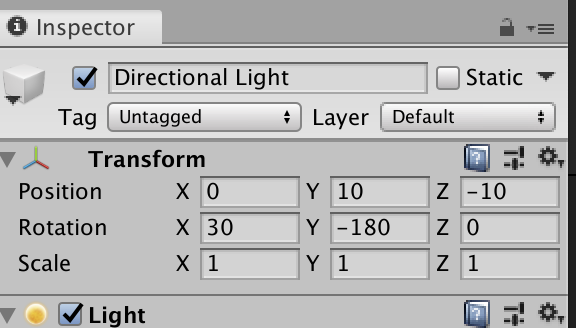 Inspector
Directional Light Static
Tag Untagged Layer Default
Transform
Position X 0 Y 10 Z -10
Rotation X 30 Y -180 Z 0
Scale X 1 Y 1 Z 1
Light